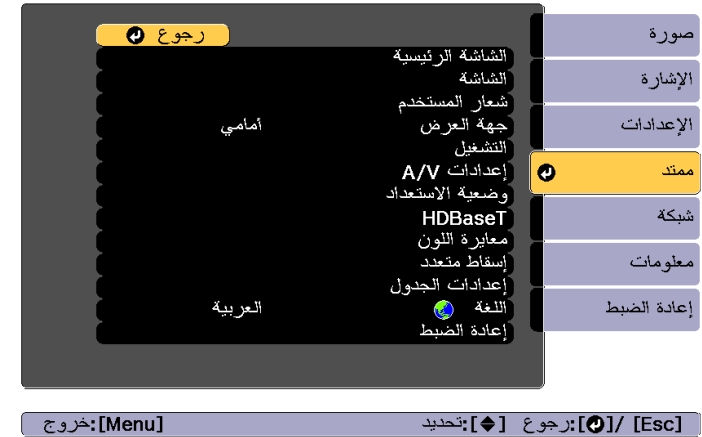 صورة
الإشارة
الإعدادات
ممتد
شبكة
معلومات
إعادة الضبط
رجوع
الشاشة الرئيسية
الشاشة
شعار المستخدم
جهة العرض أمامي
التشغيل
إعدادات A/V
وضعية الاستعداد
HDBaseT
معايرة اللون
إسقاط متعدد
إعدادات الجدول
اللغة العربية
إعادة الضبط
[Esc] /[]:رجوع []:تحديد [Menu]:خروج